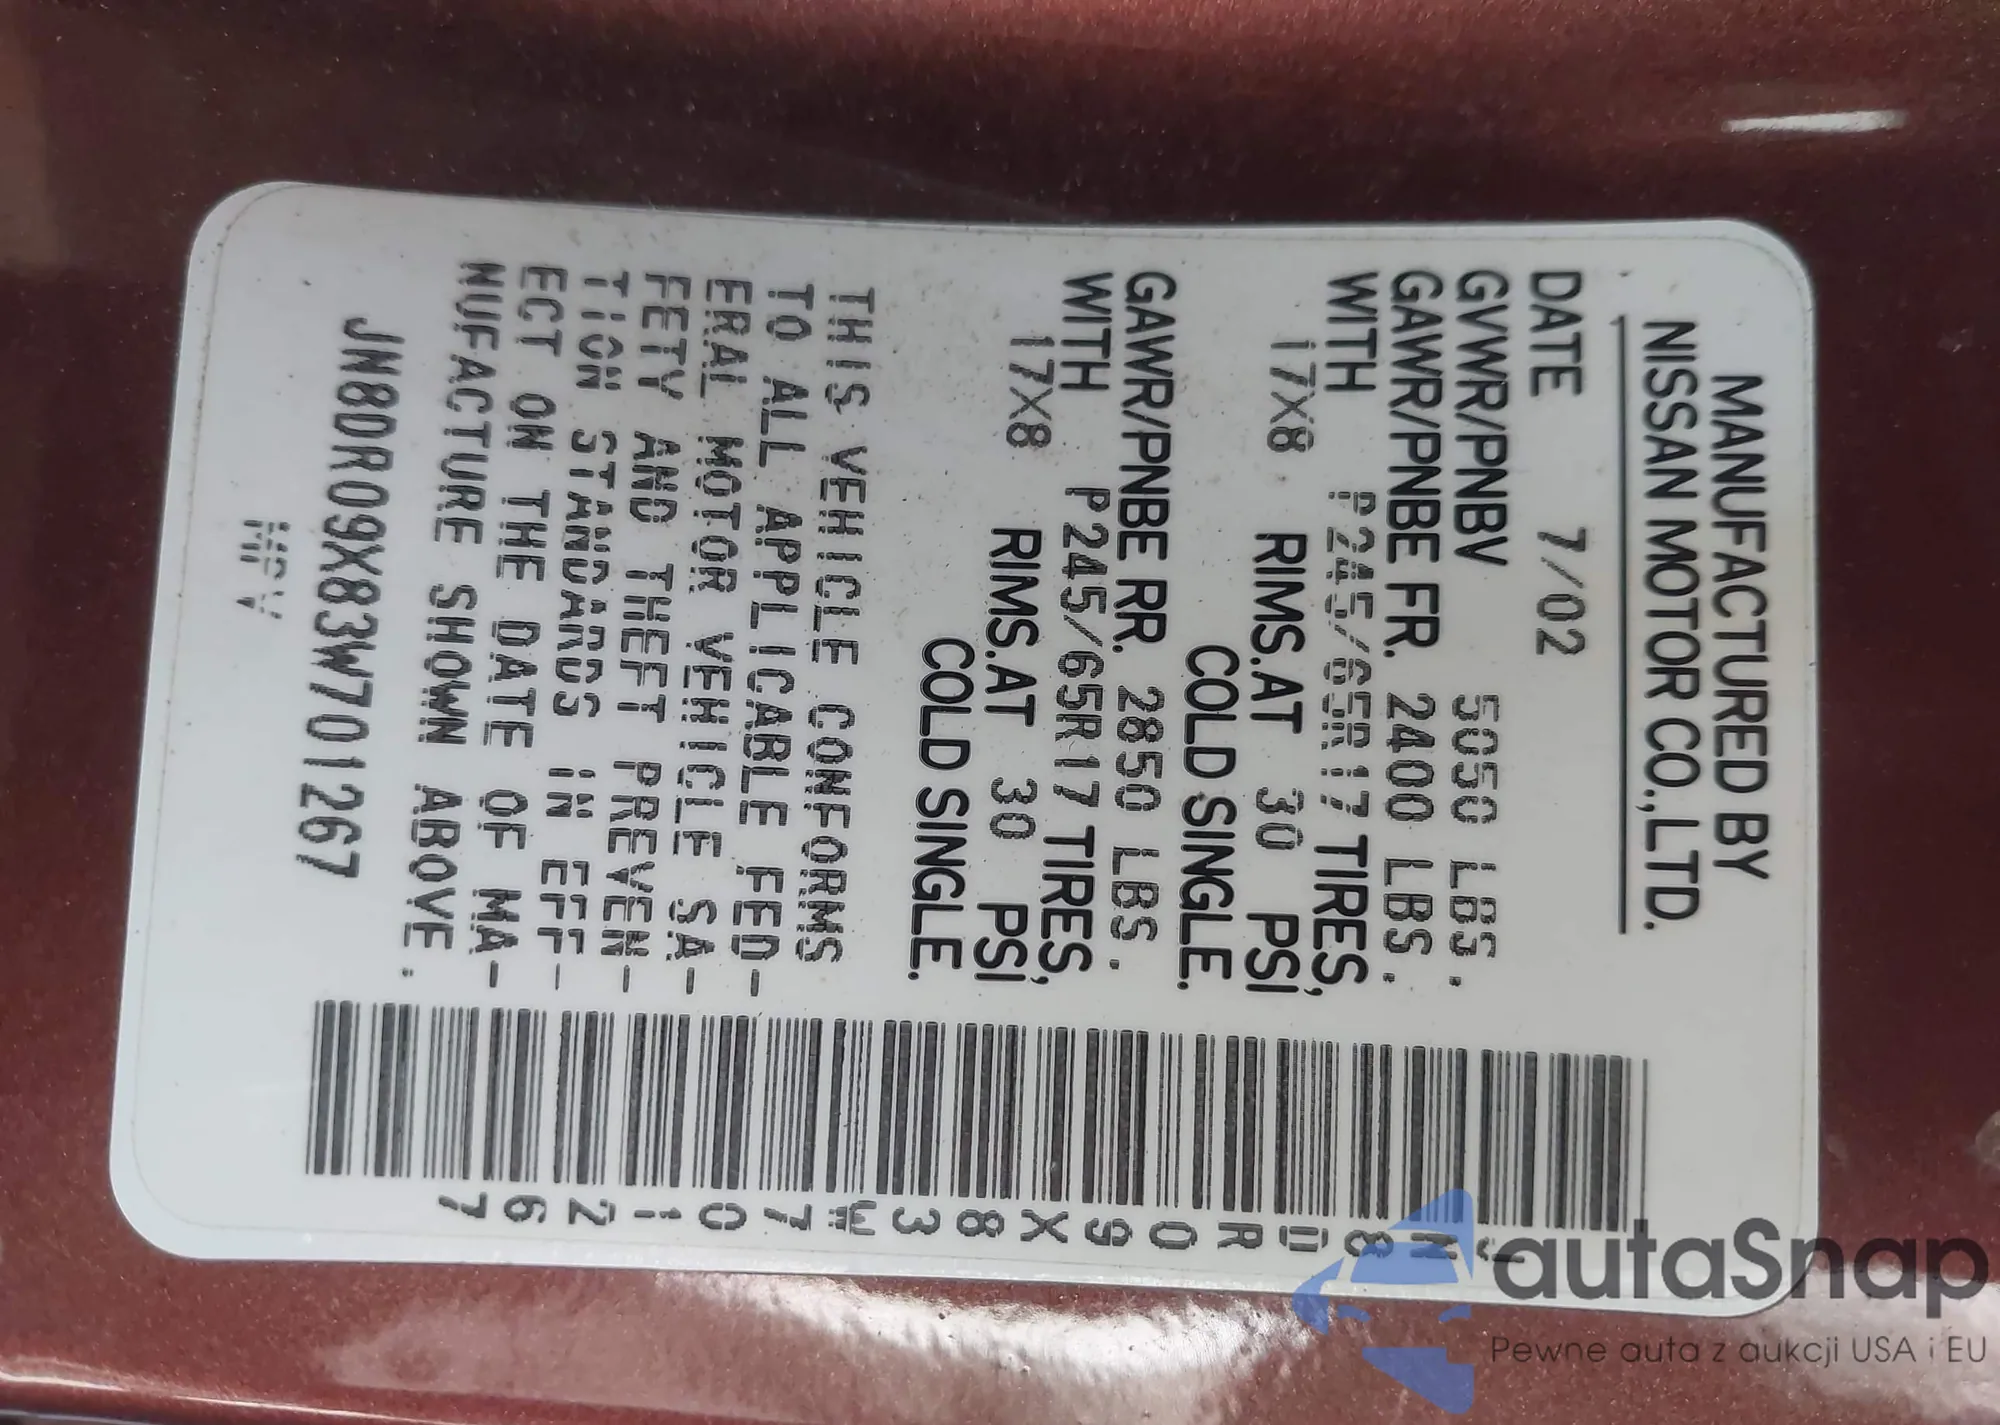 MANUFACTURED BY
NISSAN MOTOR CO.,LTD.
DATE 7/02
GVWR/PNBV 5050 LBS.
GAWR/PNBE FR. 2400 LBS.
WITH P245/65R17 TIRES,
17X8 RIMS.AT 30 PSI
COLD SINGLE.
GAWR/PNBE RR. 2850 LBS.
WITH P245/65R17 TIRES,
17X8 RIMS.AT 30 PSI
COLD SINGLE.
THIS VEHICLE CONFORMS
TO ALL APPLICABLE FED-
ERAL MOTOR VEHICLE SA-
FETY AND THEFT PREVEN-
TION STANDARDS IN EFF-
ECT ON THE DATE OF MA-
NUFACTURE SHOWN ABOVE.
JN8DR09X83W701267
MPV
JN8DR09X83W701267
autaSnap
Pewne auta z aukcji USA i EU